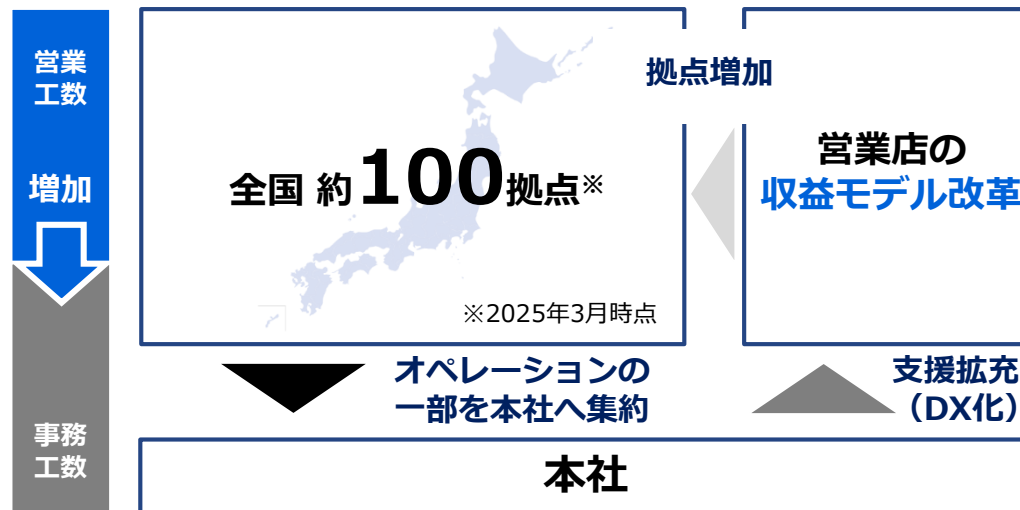 営業
工数
増加
事務
工数
拠点増加
全国 約100拠点※
※2025年3月時点
営業店の
収益モデル改革
オペレーションの
一部を本社へ集約
支援拡充
（DX化）
本社